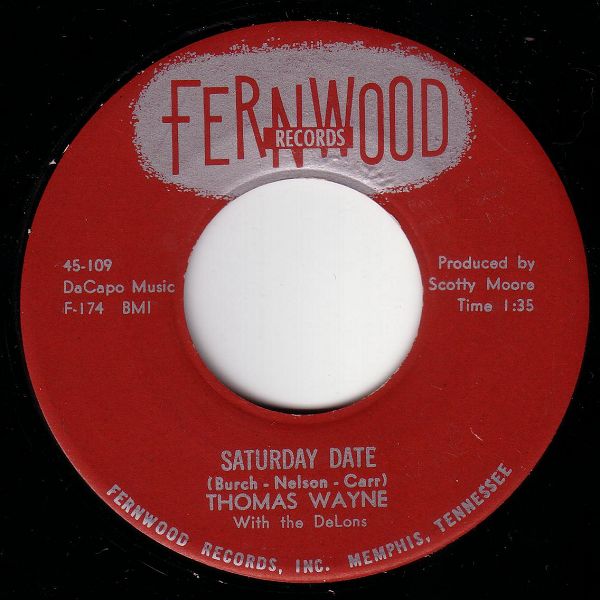 FERNWOOD
RECORDS
45-109
DaCapo Music
F-174 BMI
Produced by
Scotty Moore
Time 1:35
SATURDAY DATE
(Burch - Nelson - Carr)
THOMAS WAYNE
With the DeLons
FERNWOOD RECORDS, INC. MEMPHIS, TENNESSEE